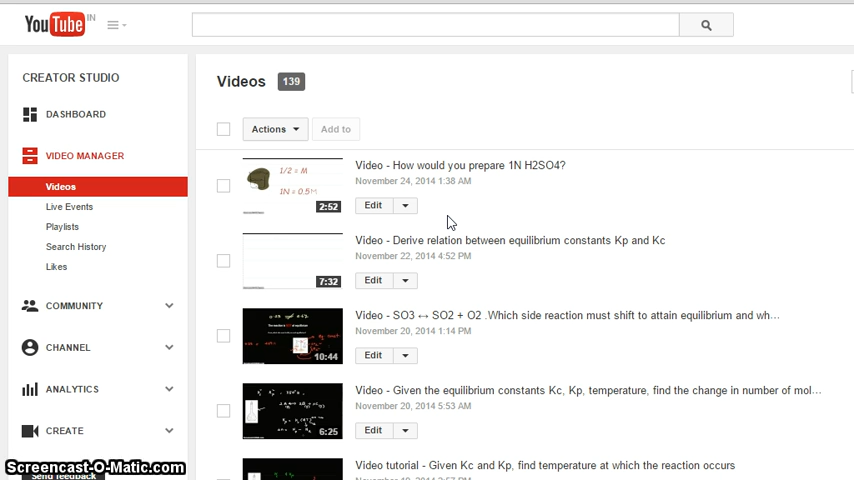 YouTube IN
CREATOR STUDIO
DASHBOARD
VIDEO MANAGER
Videos
Live Events
Playlists
Search History
Likes
COMMUNITY
CHANNEL
ANALYTICS
CREATE
Screencast-O-Matic.com
Send feedback
Videos 139
Actions Add to
1/2 = M
1N = 0.5M
2:52
Video - How would you prepare 1N H2SO4?
November 24, 2014 1:38 AM
Edit
7:32
Video - Derive relation between equilibrium constants Kp and Kc
November 22, 2014 4:52 PM
Edit
10:44
Video - SO3 ↔ SO2 + O2 .Which side reaction must shift to attain equilibrium and wh...
November 20, 2014 1:14 PM
Edit
6:25
Video - Given the equilibrium constants Kc, Kp, temperature, find the change in number of mol...
November 20, 2014 5:53 AM
Edit
Video tutorial - Given Kc and Kp, find temperature at which the reaction occurs